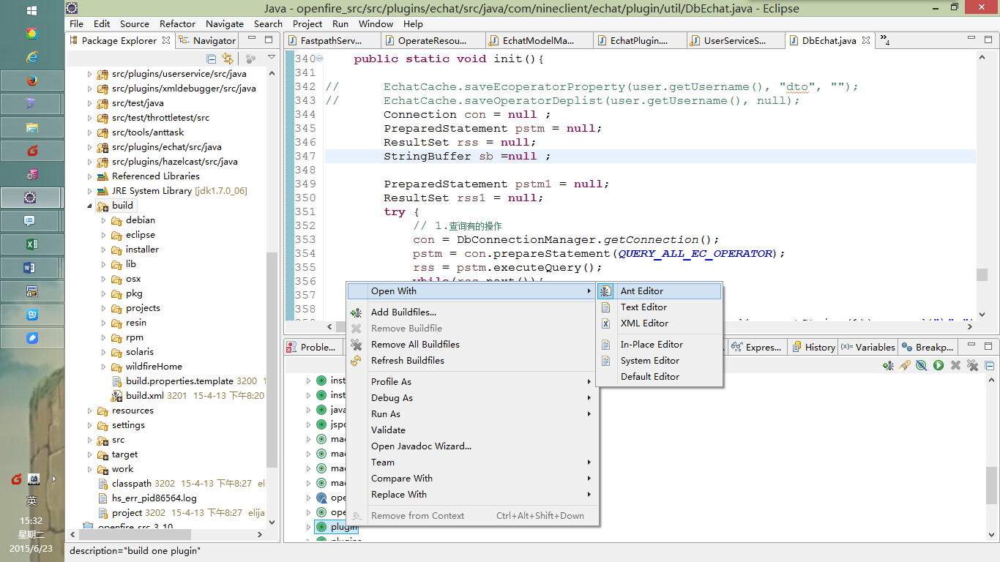 Java - openfire_src/src/plugins/echat/src/java/com/nineclient/echat/plugin/util/DbEchat.java - Eclipse
File Edit Source Refactor Navigate Search Project Run Window Help
Package Explorer Navigator
FastpathServ... OperateResou... EchatModelMa... EchatPlugin.... UserServiceS... DbEchat.java »4
src/plugins/userservice/src/java
src/plugins/xmldebugger/src/java
src/test/java
src/test/throttletest/src
src/tools/anttask
src/plugins/echat/src/java
src/plugins/hazelcast/src/java
Referenced Libraries
JRE System Library [jdk1.7.0_06]
build
debian
eclipse
installer
lib
osx
pkg
projects
resin
rpm
solaris
wildfireHome
build.properties.template 3200 1
build.xml 3201 15-4-13 下午8:20
resources
settings
src
target
work
classpath 3202 15-4-13 下午8:27 eli
hs_err_pid86564.log
project 3202 15-4-13 下午8:27 elija
openfire_src_3.10
340 public static void init(){
341
342 // EchatCache.saveEcoperatorProperty(user.getUsername(), "dto", "");
343 // EchatCache.saveOperatorDeplist(user.getUsername(), null);
344 Connection con = null ;
345 PreparedStatement pstm = null;
346 ResultSet rss = null;
347 StringBuffer sb =null ;
348
349 PreparedStatement pstm1 = null;
350 ResultSet rss1 = null;
351 try {
352 // 1.查询有的操作
353 con = DbConnectionManager.getConnection();
354 pstm = con.prepareStatement(QUERY_ALL_EC_OPERATOR);
355 rss = pstm.executeQuery();
356 while(rss.next()){
357
358
Open With
Add Buildfiles...
Remove Buildfile
Remove All Buildfiles
Refresh Buildfiles
Profile As
Debug As
Run As
Validate
Open Javadoc Wizard...
Team
Compare With
Replace With
Remove from Context Ctrl+Alt+Shift+Down
Ant Editor
Text Editor
XML Editor
In-Place Editor
System Editor
Default Editor
Proble... Expres... History (x)= Variables Breakp...
inst
inst
java
jspc
mac
mac
mac
mac
ope
ope
plugin
plugins
英
15:32
星期二
2015/6/23
description="build one plugin"